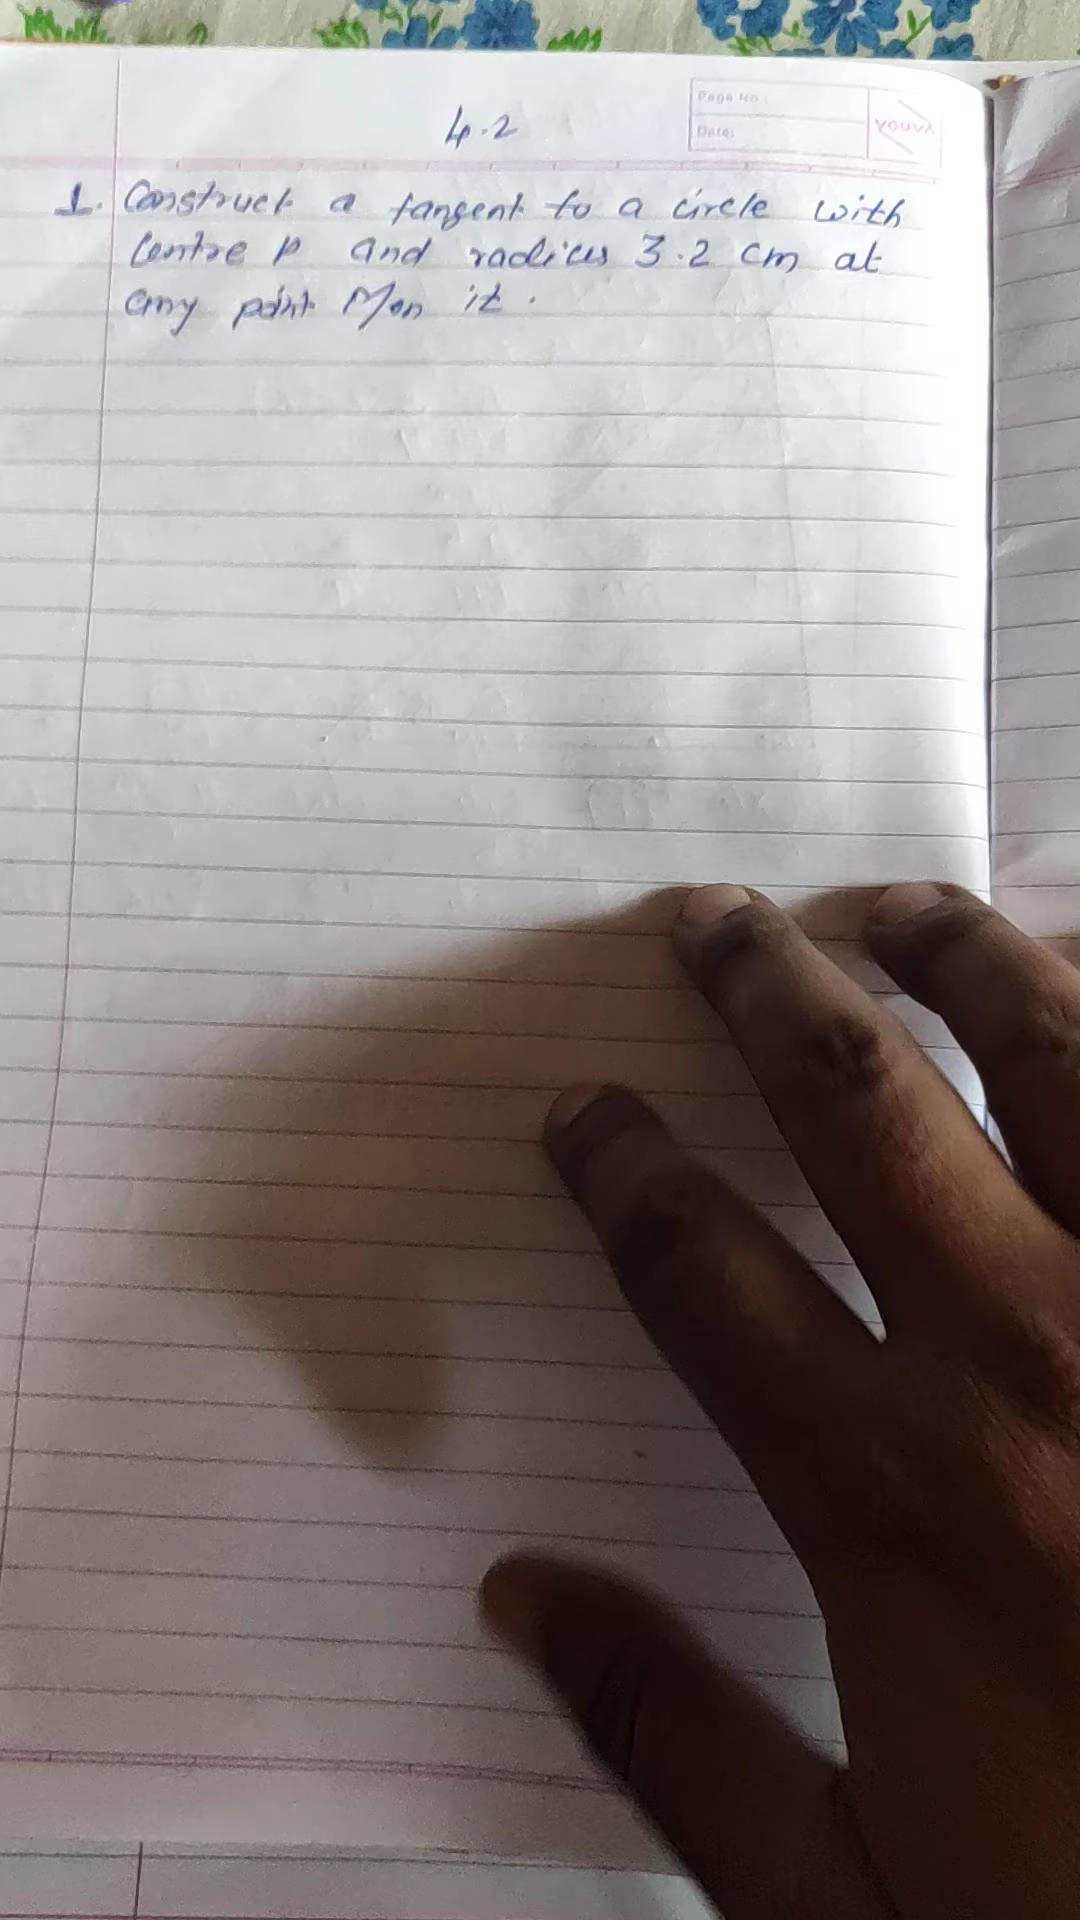 4.2
Page No :
Date:
YOUVA
1. Construct a tangent to a circle with
Centre P and radius 3.2 cm at
any point M on it.